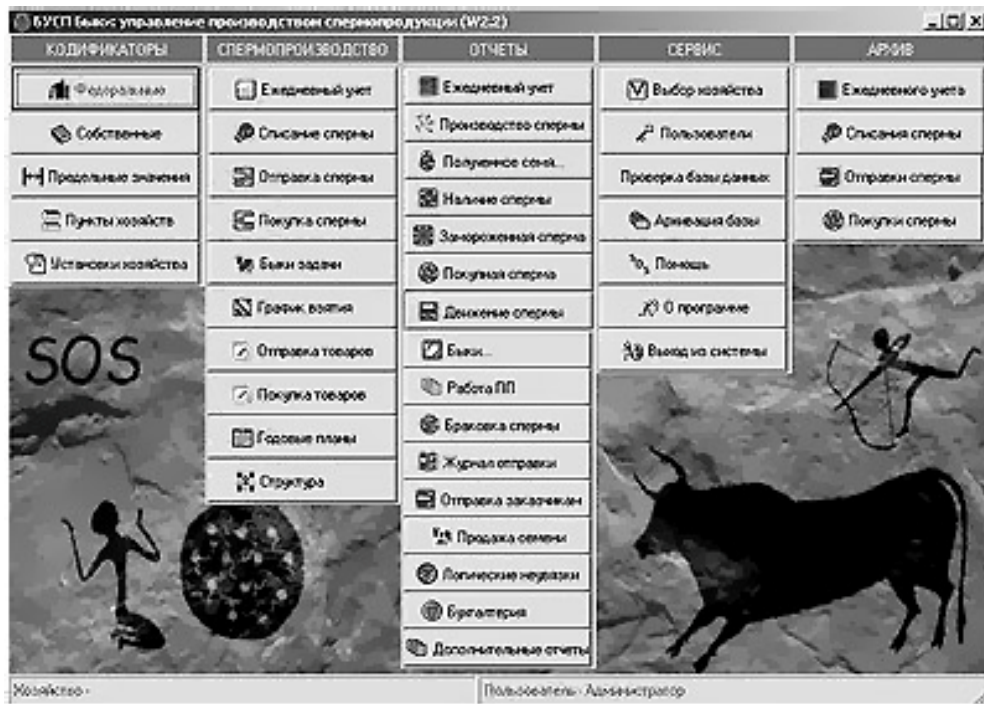 БУСП Быки: управление производством спермопродукции (W2.2)
КОДИФИКАТОРЫ
Федеральные
Собственные
Предельные значения
Пункты хозяйств
Установки хозяйства
СПЕРМОПРОИЗВОДСТВО
Ежедневный учет
Списание спермы
Отправка спермы
Покупка спермы
Быки задачи
График взятия
Отправка товаров
Покупка товаров
Годовые планы
Структура
ОТЧЕТЫ
Ежедневный учет
Производство спермы
Полученное семя...
Наличие спермы
Замороженная сперма
Покупная сперма
Движение спермы
Быки...
Работа ПП
Браковка спермы
Журнал отправки
Отправка заказчикам
Продажа семени
Логические неувязки
Бухгалтерия
Дополнительные отчеты
СЕРВИС
Выбор хозяйства
Пользователи
Проверка базы данных
Архивация базы
Помощь
О программе
Выход из системы
АРХИВ
Ежедневного учета
Списания спермы
Отправки спермы
Покупки спермы
SOS
Хозяйство -
Пользователь - Администратор